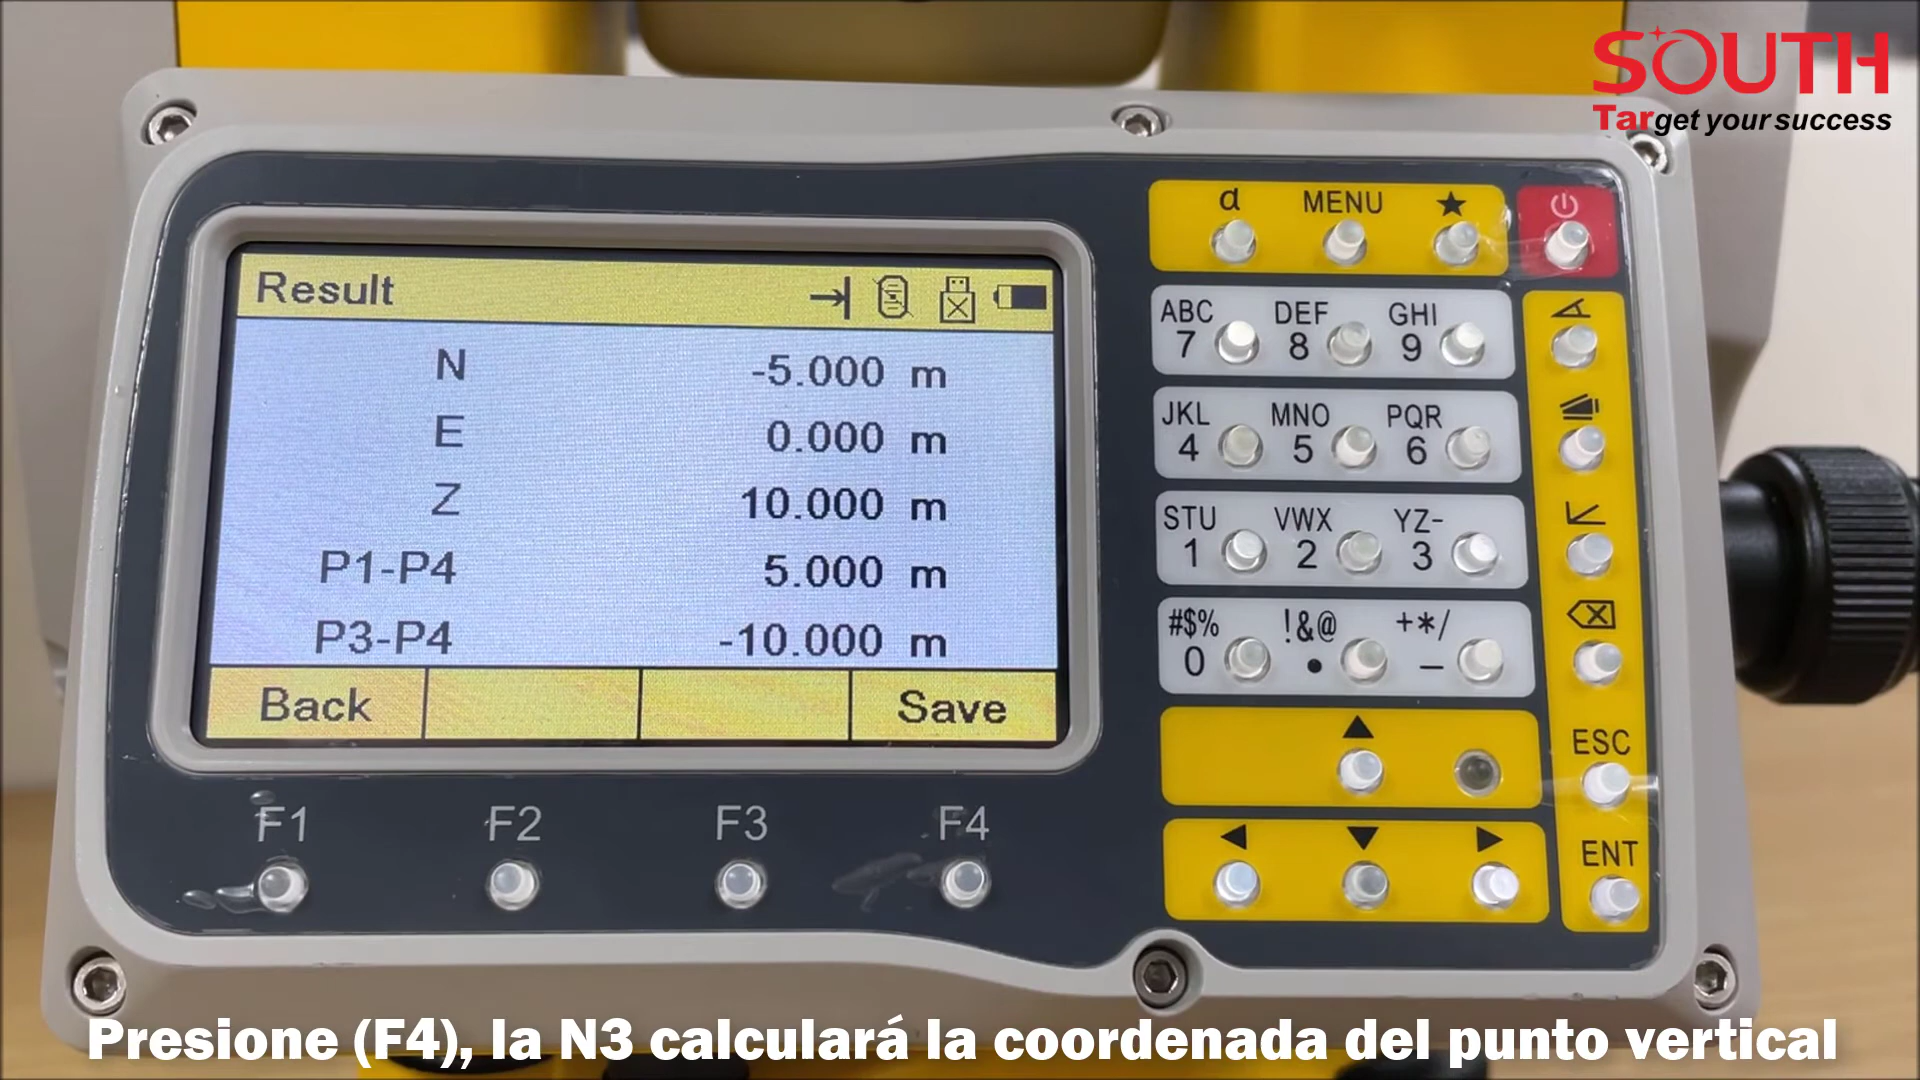 SOUTH
Target your success
Result
N -5.000 m
E 0.000 m
Z 10.000 m
P1-P4 5.000 m
P3-P4 -10.000 m
Back Save
F1 F2 F3 F4
α MENU ★
ABC DEF GHI
7 8 9
JKL MNO PQR
4 5 6
STU VWX YZ-
1 2 3
#$% !&@ +*/
0 • –
ESC
ENT
Presione (F4), la N3 calculará la coordenada del punto vertical